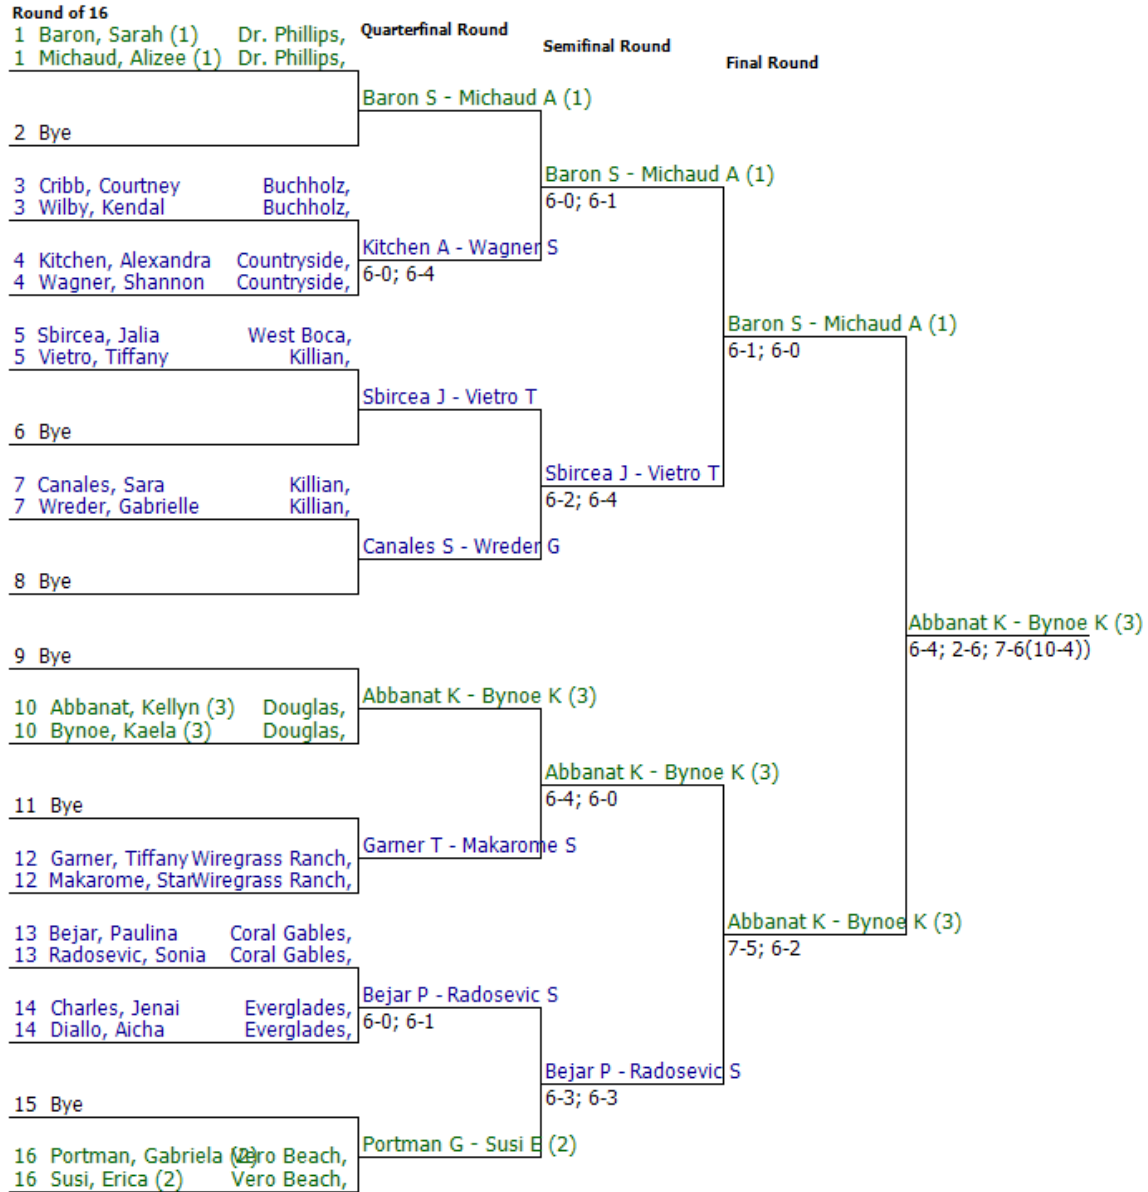 Round of 16
1 Baron, Sarah (1) Dr. Phillips,
1 Michaud, Alizee (1) Dr. Phillips,
2 Bye
3 Cribb, Courtney Buchholz,
3 Wilby, Kendal Buchholz,
4 Kitchen, Alexandra Countryside,
4 Wagner, Shannon Countryside,
5 Sbircea, Jalia West Boca,
5 Vietro, Tiffany Killian,
6 Bye
7 Canales, Sara Killian,
7 Wreder, Gabrielle Killian,
8 Bye
9 Bye
10 Abbanat, Kellyn (3) Douglas,
10 Bynoe, Kaela (3) Douglas,
11 Bye
12 Garner, Tiffany Wiregrass Ranch,
12 Makarome, Star Wiregrass Ranch,
13 Bejar, Paulina Coral Gables,
13 Radosevic, Sonia Coral Gables,
14 Charles, Jenai Everglades,
14 Diallo, Aicha Everglades,
15 Bye
16 Portman, Gabriela (2) Vero Beach,
16 Susi, Erica (2) Vero Beach,
Quarterfinal Round
Baron S - Michaud A (1)
Kitchen A - Wagner S
6-0; 6-4
Sbircea J - Vietro T
Canales S - Wreder G
Abbanat K - Bynoe K (3)
Garner T - Makarome S
Bejar P - Radosevic S
6-0; 6-1
Portman G - Susi E (2)
Semifinal Round
Baron S - Michaud A (1)
6-0; 6-1
Sbircea J - Vietro T
6-2; 6-4
Abbanat K - Bynoe K (3)
6-4; 6-0
Bejar P - Radosevic S
6-3; 6-3
Final Round
Baron S - Michaud A (1)
6-1; 6-0
Abbanat K - Bynoe K (3)
7-5; 6-2
Abbanat K - Bynoe K (3)
6-4; 2-6; 7-6(10-4))